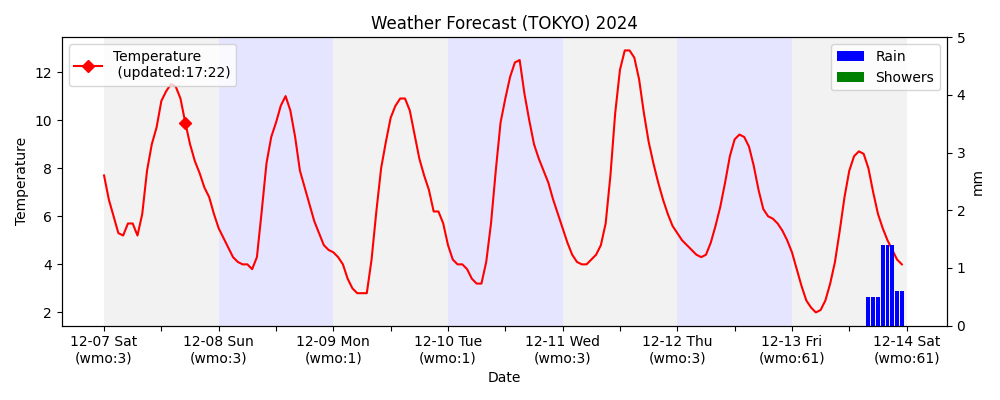 Weather Forecast (TOKYO) 2024
Temperature
(updated:17:22)
Rain
Showers
Temperature
12
10
8
6
4
2
5
4
3
2
1
0
mm
12-07 Sat
(wmo:3)
12-08 Sun
(wmo:3)
12-09 Mon
(wmo:1)
12-10 Tue
(wmo:1)
12-11 Wed
(wmo:3)
12-12 Thu
(wmo:3)
12-13 Fri
(wmo:61)
12-14 Sat
(wmo:61)
Date